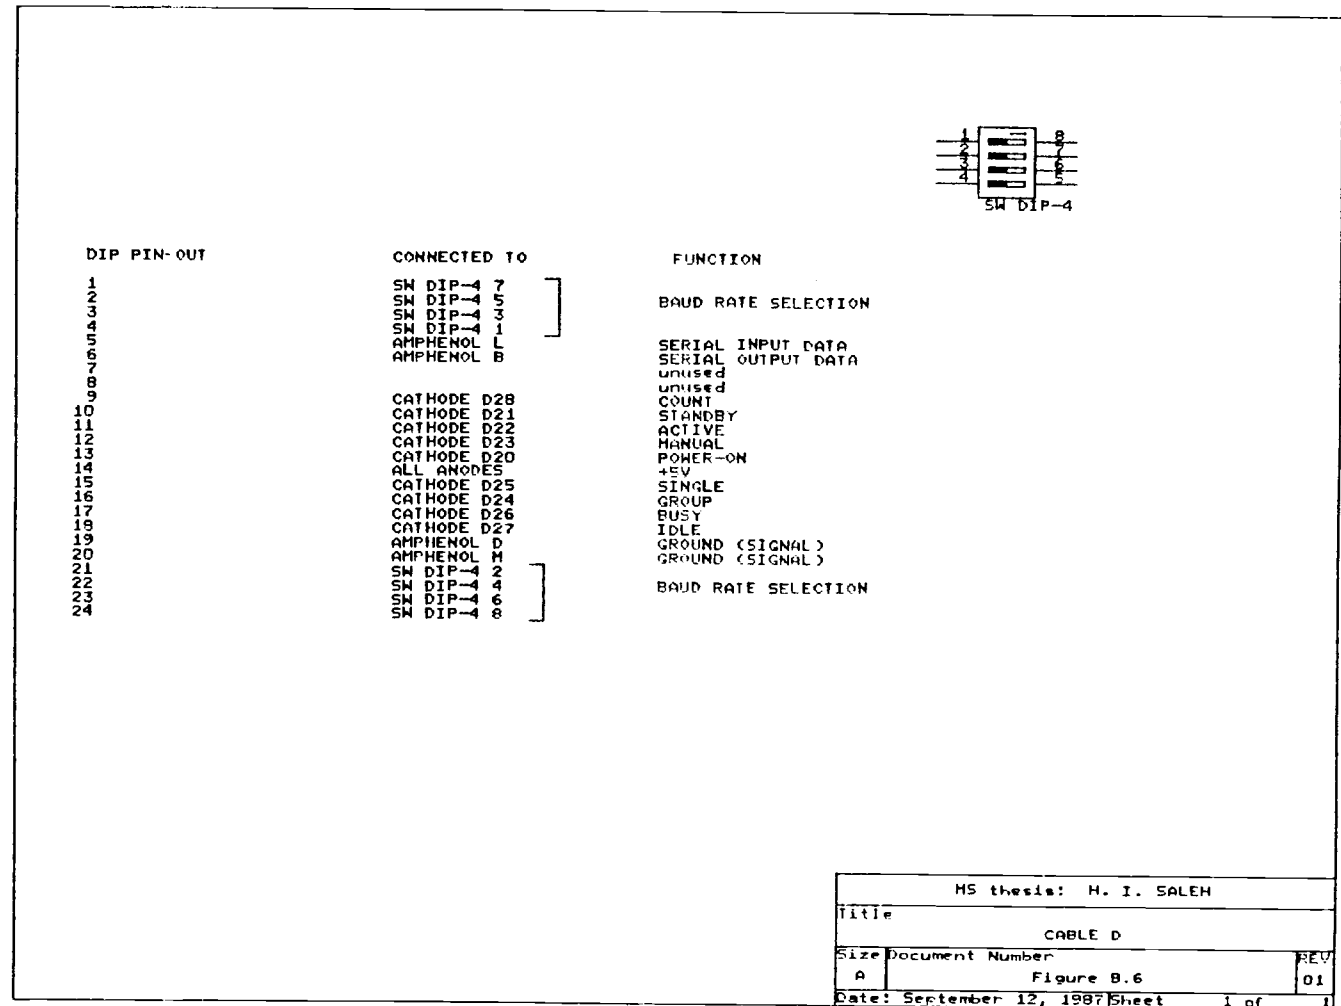 1 8
2 7
3 6
4 5
SW DIP-4
DIP PIN-OUT CONNECTED TO FUNCTION
1 SW DIP-4 7
2 SW DIP-4 5 BAUD RATE SELECTION
3 SW DIP-4 3
4 SW DIP-4 1
5 AMPHENOL L SERIAL INPUT DATA
6 AMPHENOL B SERIAL OUTPUT DATA
7 unused
8 unused
9 CATHODE D28 COUNT
10 CATHODE D21 STANDBY
11 CATHODE D22 ACTIVE
12 CATHODE D23 MANUAL
13 CATHODE D20 POWER-ON
14 ALL ANODES +5V
15 CATHODE D25 SINGLE
16 CATHODE D24 GROUP
17 CATHODE D26 BUSY
18 CATHODE D27 IDLE
19 AMPHENOL D GROUND (SIGNAL)
20 AMPHENOL M GROUND (SIGNAL)
21 SW DIP-4 2
22 SW DIP-4 4 BAUD RATE SELECTION
23 SW DIP-4 6
24 SW DIP-4 8
MS thesis: H. I. SALEH
Title
CABLE D
Size Document Number REV
A Figure B.6 01
Date: September 12, 1987 Sheet 1 of 1